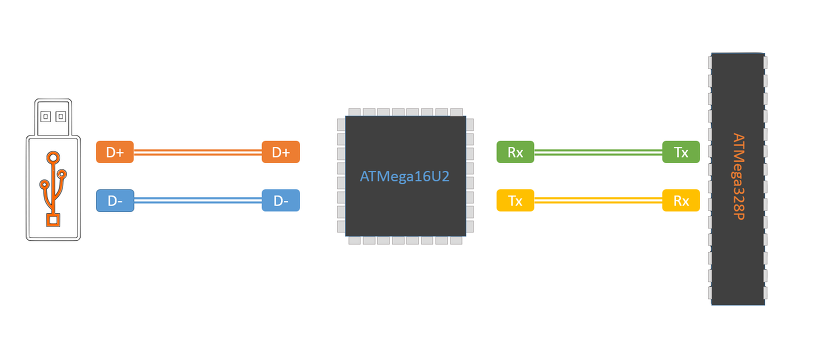 D+
D+
D-
D-
ATMega16U2
Rx
Tx
Tx
Rx
ATMega328P